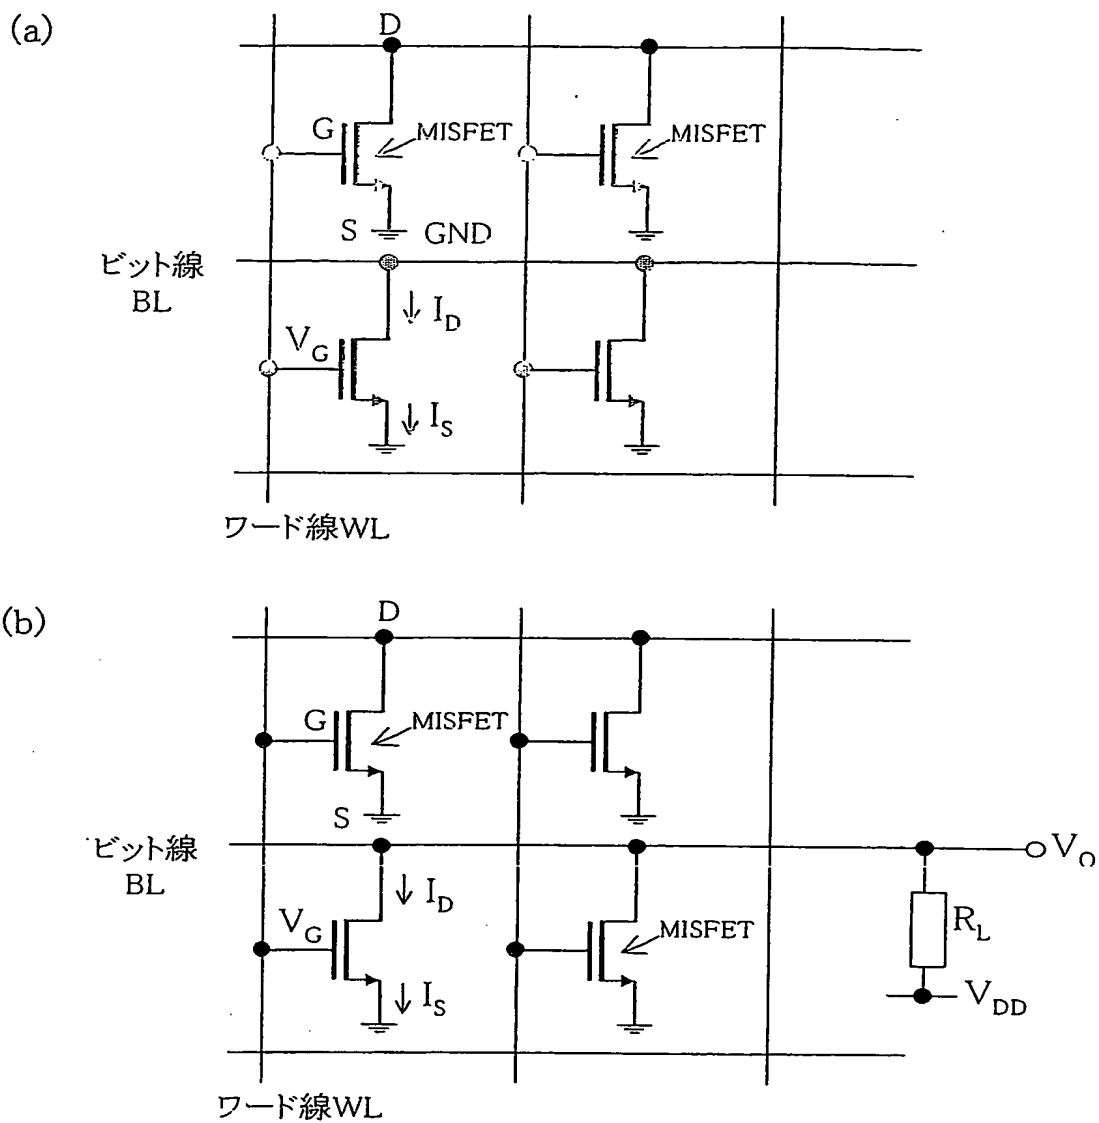 (a)
D
G
MISFET
MISFET
S
GND
ビット線
BL
I_D
V_G
I_S
ワード線WL
(b)
D
G
MISFET
S
ビット線
BL
V_O
I_D
V_G
MISFET
R_L
I_S
V_DD
ワード線WL